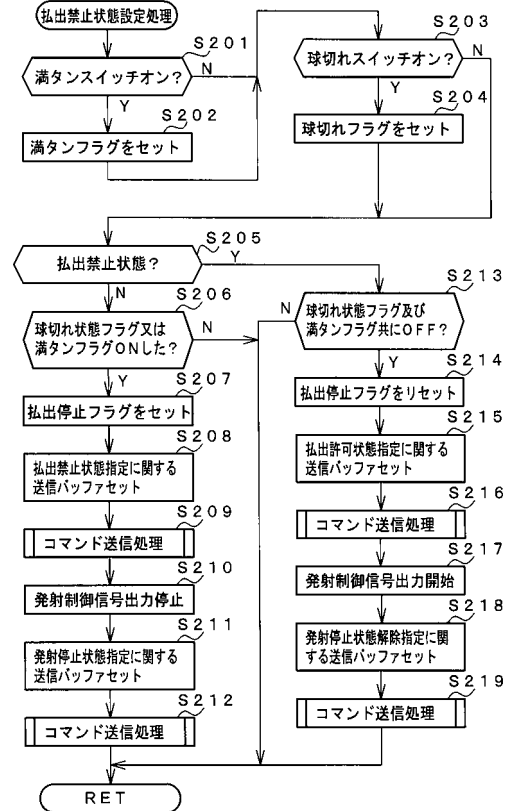 払出禁止状態設定処理
S201
満タンスイッチオン?
N
Y
S202
満タンフラグをセット
S203
球切れスイッチオン?
N
Y
S204
球切れフラグをセット
S205
払出禁止状態?
Y
N
S206
球切れ状態フラグ又は
満タンフラグONした?
N
Y
S207
払出停止フラグをセット
S208
払出禁止状態指定に関する
送信バッファセット
S209
コマンド送信処理
S210
発射制御信号出力停止
S211
発射停止状態指定に関する
送信バッファセット
S212
コマンド送信処理
S213
N
球切れ状態フラグ及び
満タンフラグ共にOFF?
Y
S214
払出停止フラグをリセット
S215
払出許可状態指定に関する
送信バッファセット
S216
コマンド送信処理
S217
発射制御信号出力開始
S218
発射停止状態解除指定に関
する送信バッファセット
S219
コマンド送信処理
RET